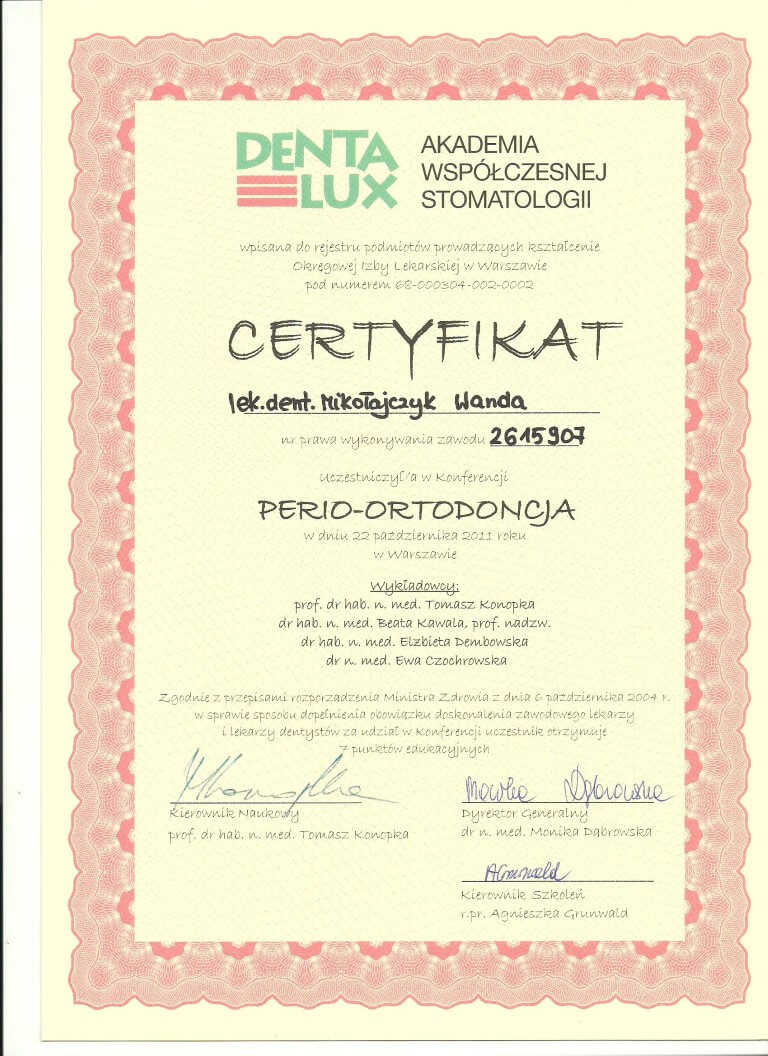 DENTA
LUX
AKADEMIA
WSPÓŁCZESNEJ
STOMATOLOGII
wpisana do rejestru podmiotów prowadzących kształcenie
Okręgowej Izby Lekarskiej w Warszawie
pod numerem 68-000304-002-0002
CERTYFIKAT
lek.dent. Mikołajczyk Wanda
nr prawa wykonywania zawodu 2615907
Uczestniczył/a w Konferencji
PERIO-ORTODONCJA
w dniu 22 października 2011 roku
w Warszawie
Wykładowcy:
prof. dr hab. n. med. Tomasz Konopka
dr hab. n. med. Beata Kawala, prof. nadzw.
dr hab. n. med. Elżbieta Dembowska
dr n. med. Ewa Czochrowska
Zgodnie z przepisami rozporządzenia Ministra Zdrowia z dnia 6 października 2004 r.
w sprawie sposobu dopełnienia obowiązku doskonalenia zawodowego lekarzy
i lekarzy dentystów za udział w Konferencji uczestnik otrzymuje
7 punktów edukacyjnych
Kierownik Naukowy
prof. dr hab. n. med. Tomasz Konopka
Monika Dąbrowska
Dyrektor Generalny
dr n. med. Monika Dąbrowska
AGrunwald
Kierownik Szkoleń
r.pr. Agnieszka Grunwald